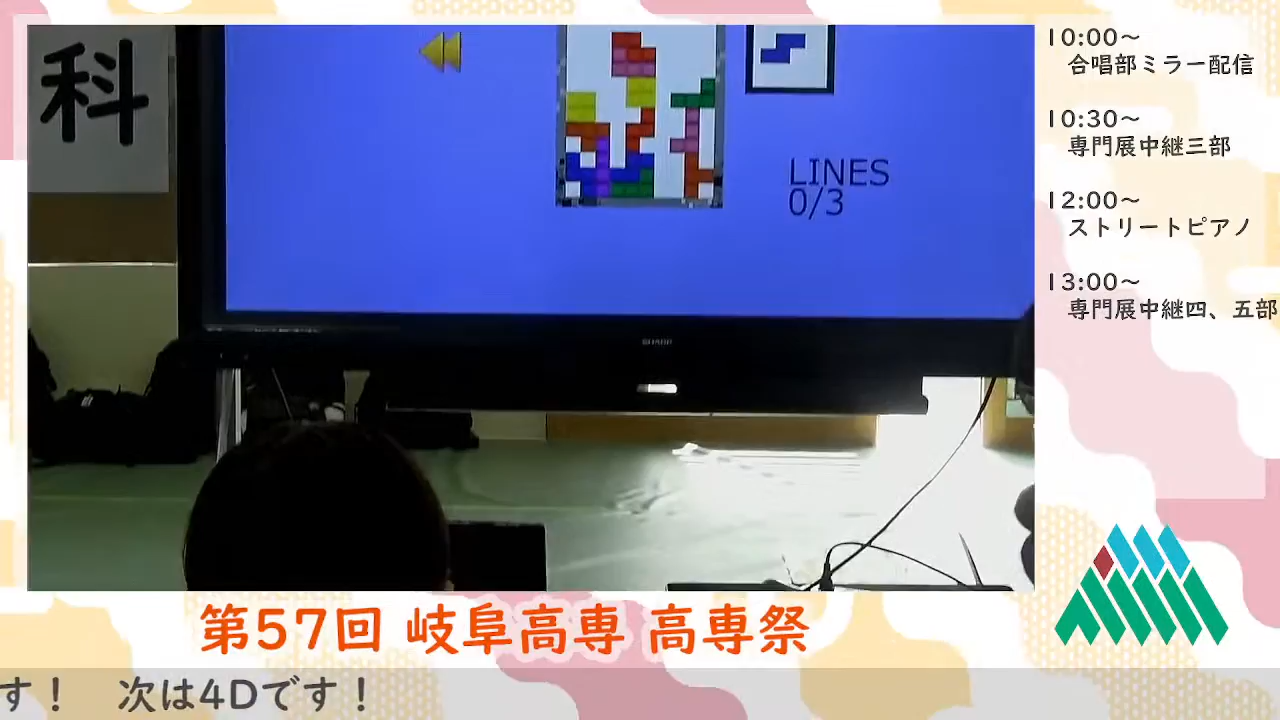 科
LINES
0/3
SHARP
10:00～
合唱部ミラー配信
10:30～
専門展中継三部
12:00～
ストリートピアノ
13:00～
専門展中継四、五部
第57回 岐阜高専 高専祭
す！　次は4Dです！